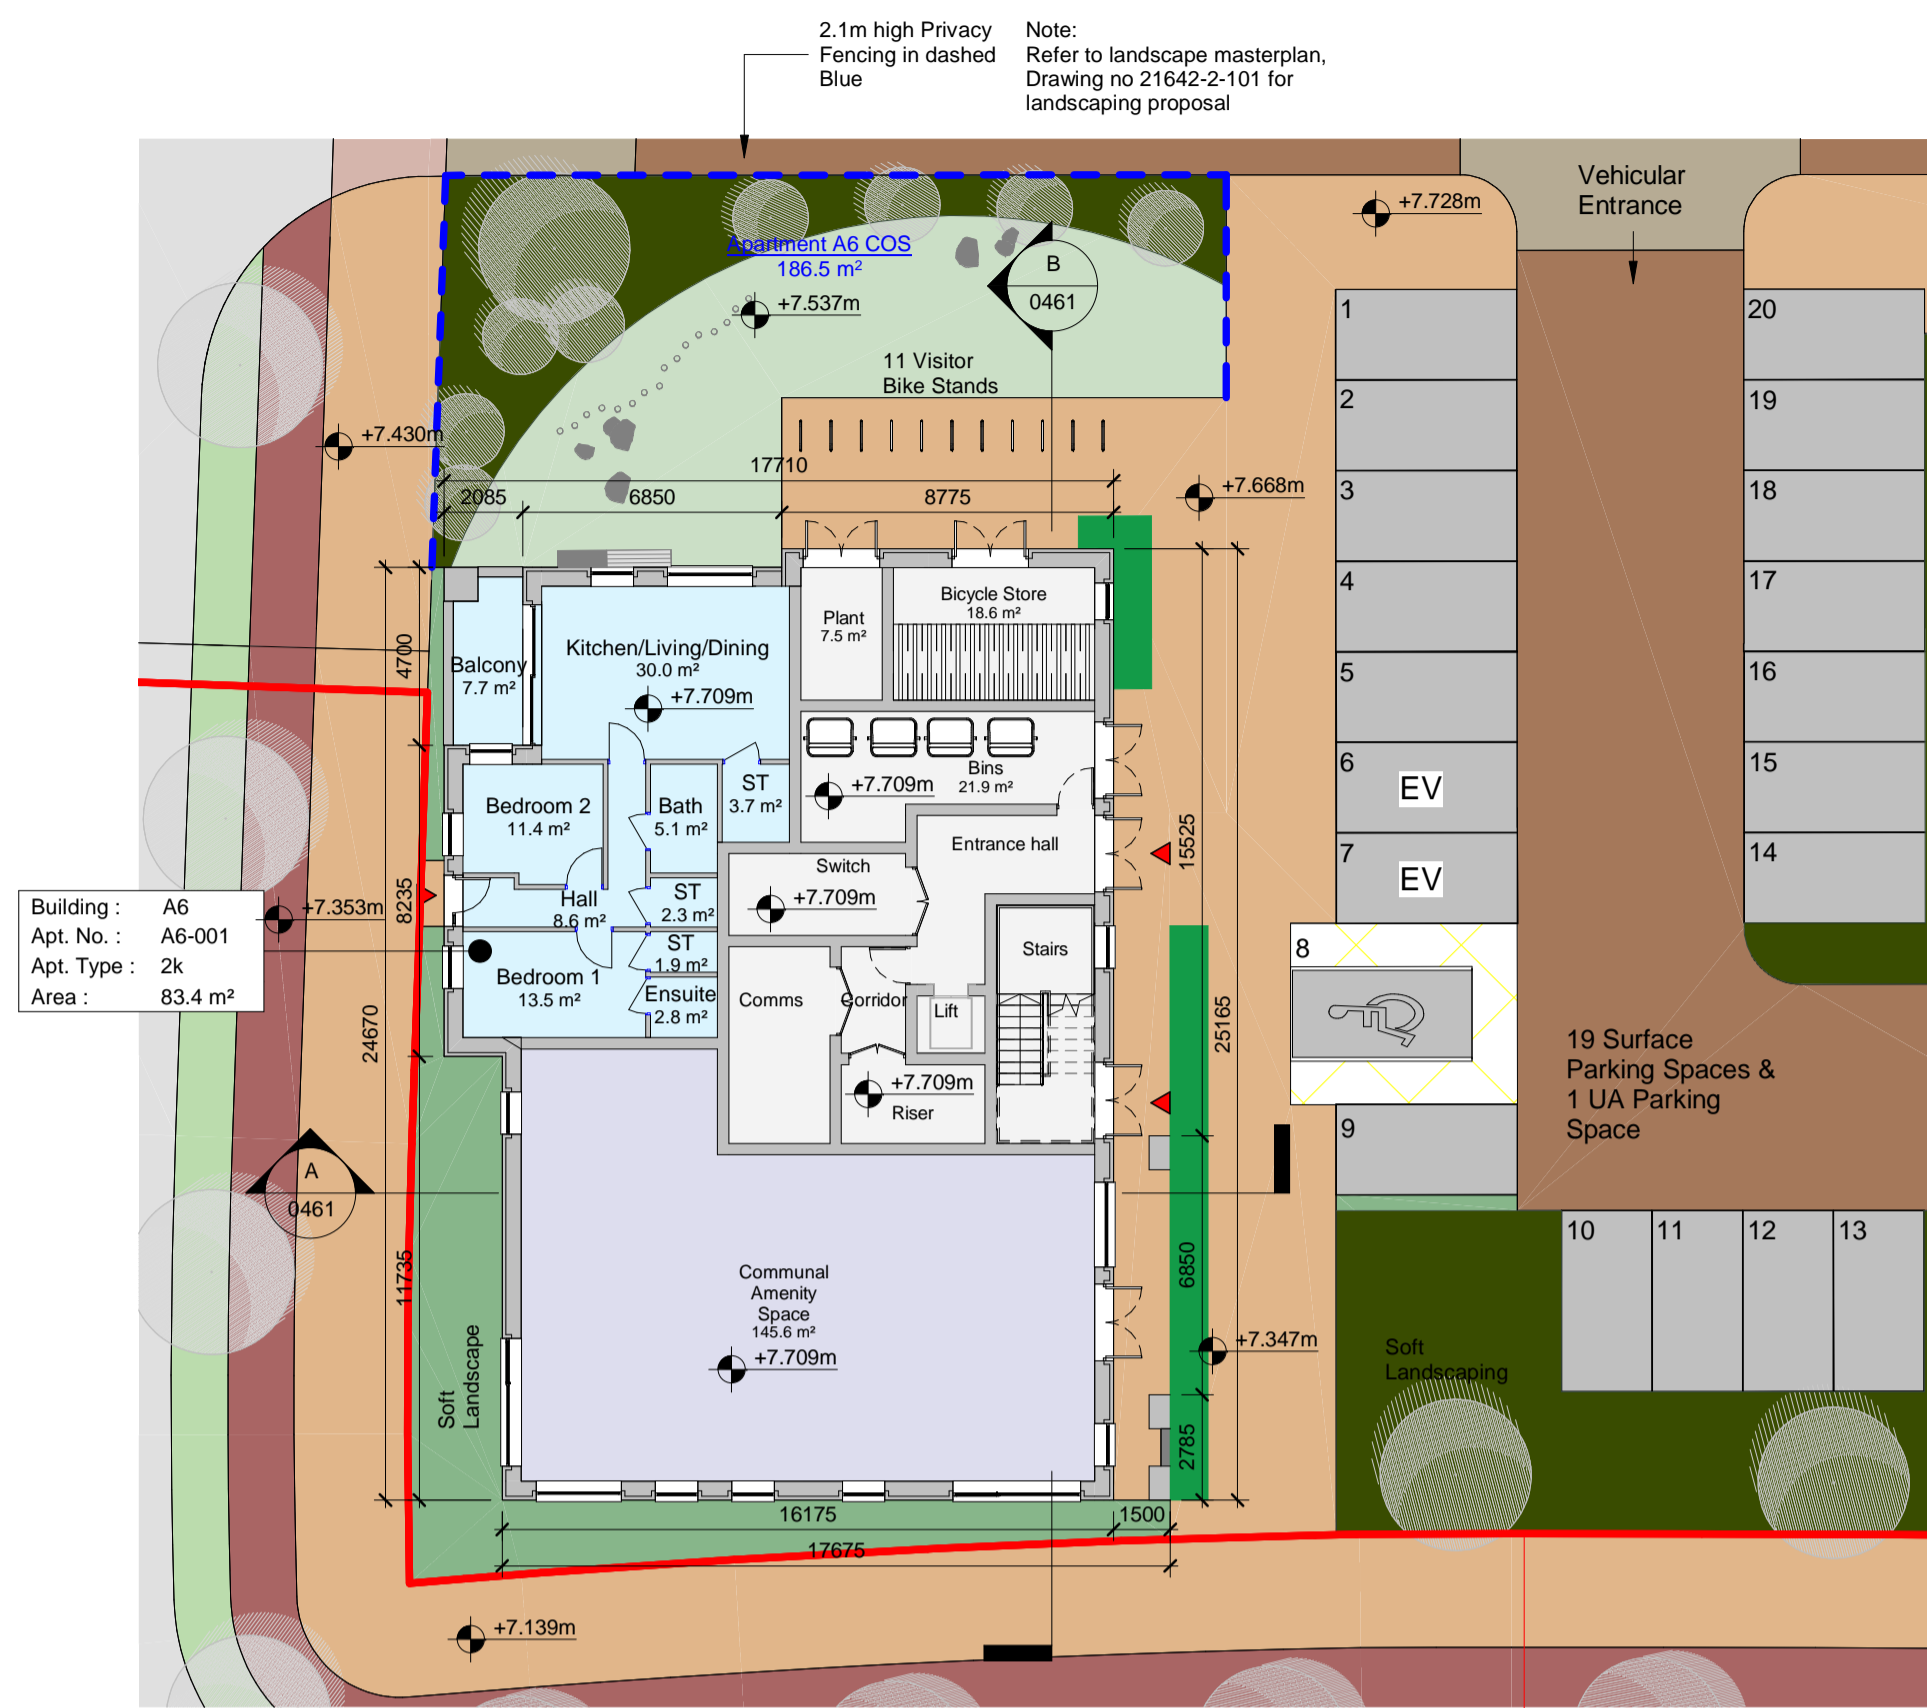 2.1m high Privacy
Fencing in dashed
Blue
Note:
Refer to landscape masterplan,
Drawing no 21642-2-101 for
landscaping proposal
Vehicular
Entrance
+7.728m
Apartment A6 COS
186.5 m²
B
0461
+7.537m
11 Visitor
Bike Stands
+7.430m
17710
2085
6850
8775
+7.668m
1
2
3
4
5
6
EV
7
EV
8
9
20
19
18
17
16
15
14
10
11
12
13
Plant
7.5 m²
Bicycle Store
18.6 m²
Kitchen/Living/Dining
30.0 m²
+7.709m
Balcony
7.7 m²
4700
Bins
21.9 m²
+7.709m
ST
3.7 m²
Bedroom 2
11.4 m²
Bath
5.1 m²
Entrance hall
15525
Switch
+7.709m
Hall
8.6 m²
ST
2.3 m²
8235
+7.353m
Building : A6
Apt. No. : A6-001
Apt. Type : 2k
Area : 83.4 m²
ST
1.9 m²
Bedroom 1
13.5 m²
Ensuite
2.8 m²
Stairs
Comms
Corridor
Lift
24670
25165
+7.709m
Riser
19 Surface
Parking Spaces &
1 UA Parking
Space
A
0461
11735
6850
Communal
Amenity
Space
145.6 m²
+7.709m
+7.347m
Soft
Landscape
Soft
Landscaping
2785
16175
1500
17675
+7.139m